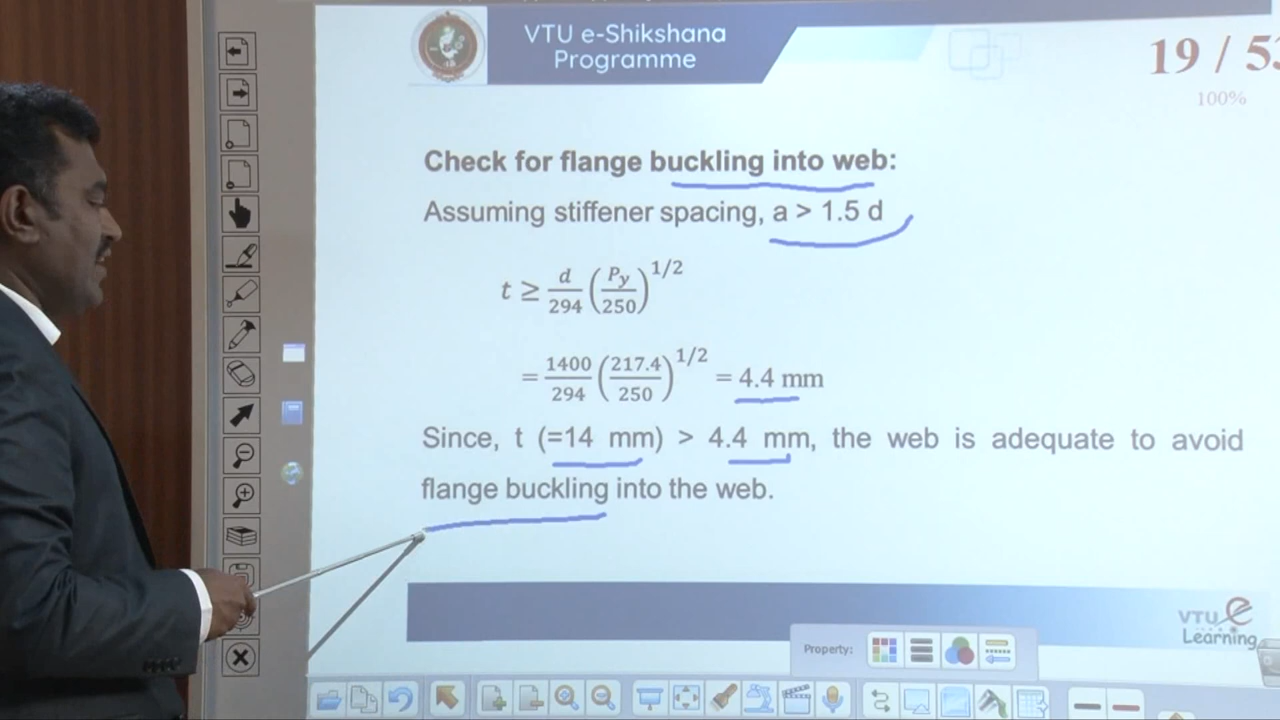 VTU e-Shikshana
Programme
19 / 53
100%
Check for flange buckling into web:
Assuming stiffener spacing, a > 1.5 d
t ≥ d/294 (Py/250)^1/2
= 1400/294 (217.4/250)^1/2 = 4.4 mm
Since, t (=14 mm) > 4.4 mm, the web is adequate to avoid
flange buckling into the web.
VTU e
Learning
Property: